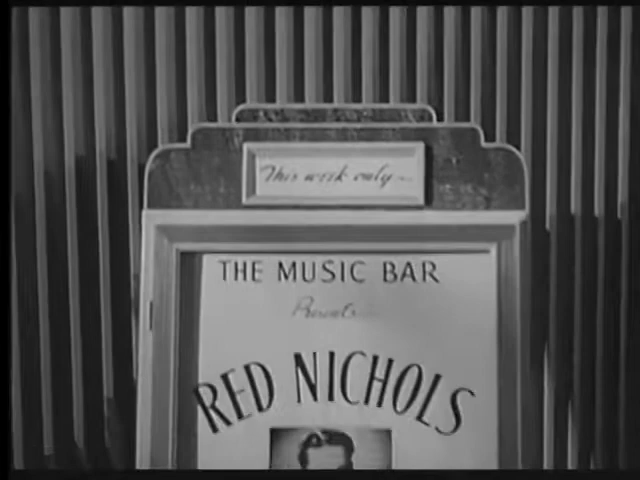 This week only...
THE MUSIC BAR
Presents
RED NICHOLS